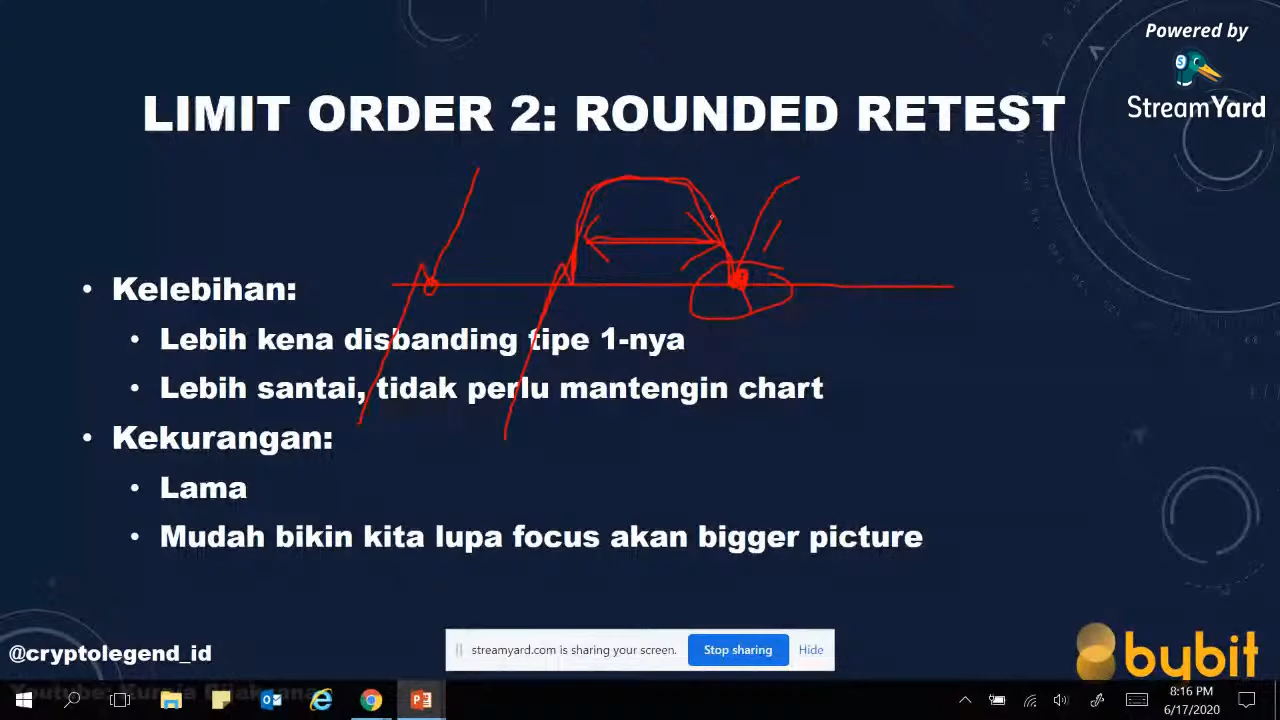 Powered by
StreamYard
LIMIT ORDER 2: ROUNDED RETEST
• Kelebihan:
• Lebih kena disbanding tipe 1-nya
• Lebih santai, tidak perlu mantengin chart
• Kekurangan:
• Lama
• Mudah bikin kita lupa focus akan bigger picture
@cryptolegend_id
streamyard.com is sharing your screen.
Stop sharing
Hide
bybit
8:16 PM
6/17/2020